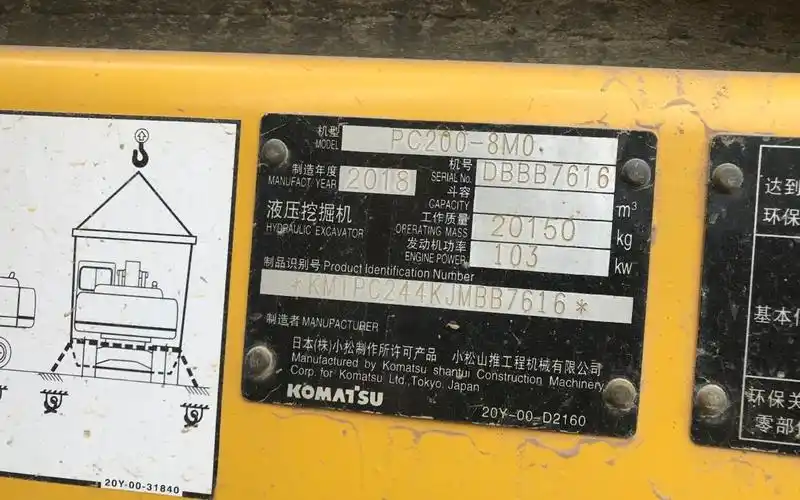 机型
MODEL PC200-8M0
制造年度 机号
MANUFACT YEAR 2018 SERIAL No. DBBB7616
斗容
CAPACITY m³
液压挖掘机 工作质量
HYDRAULIC EXCAVATOR OPERATING MASS 20150 kg
发动机功率
ENGINE POWER 103 kw
制品识别号 Product Identification Number
*KMTPC244KJMBB7616*
制造者 MANUFACTURER
日本(株)小松制作所许可产品 小松山推工程机械有限公司
Manufactured by Komatsu shantui Construction Machinery
Corp. for Komatsu Ltd., Tokyo, Japan
KOMATSU
20Y-00-D2160
20Y-00-31840
达到
环保
基本
环保关
零部